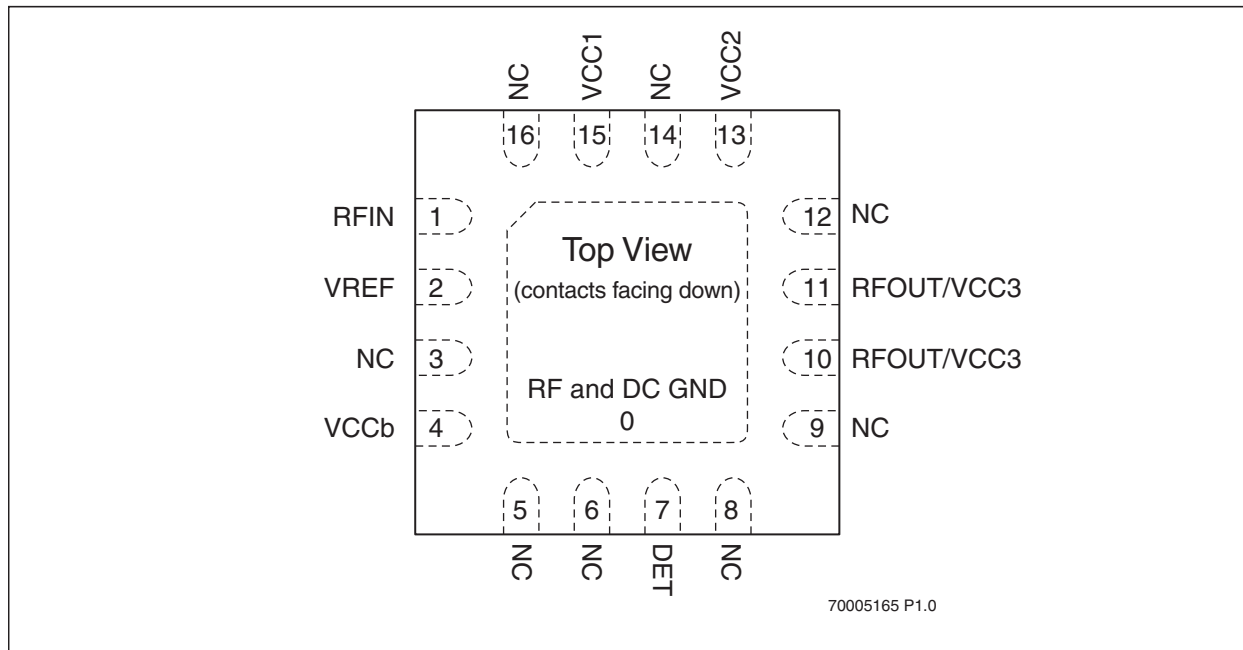 NC VCC1 NC VCC2
16 15 14 13
RFIN 1 12 NC
Top View
VREF 2 (contacts facing down) 11 RFOUT/VCC3
NC 3 10 RFOUT/VCC3
RF and DC GND
0
VCCb 4 9 NC
5 6 7 8
NC NC DET NC
70005165 P1.0